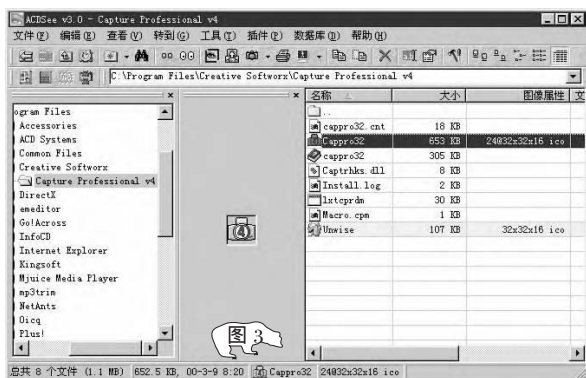 ACDSee v3.0 - Capture Professional v4
文件(F) 编辑(E) 查看(V) 转到(G) 工具(T) 插件(P) 数据库(D) 帮助(H)
C:\Program Files\Creative Softworx\Capture Professional v4
ogram Files
Accessories
ACD Systems
Common Files
Creative Softworx
Capture Professional v4
DirectX
emeditor
Go!Across
InfoCD
Internet Explorer
Kingsoft
Mjuice Media Player
mp3trim
NetAnts
Oicq
Plus!
4
图 3
名称 大小 图像属性 文
..
cappro32.cnt 18 KB
Cappro32 653 KB 24@32x32x16 ico
cappro32 305 KB
Captrhks.dll 8 KB
Install.log 2 KB
lxtcprdm 30 KB
Macro.cpm 1 KB
Unwise 107 KB 32x32x16 ico
总共 8 个文件 (1.1 MB) 652.5 KB, 00-3-9 8:20 Cappro32 24@32x32x16 ico